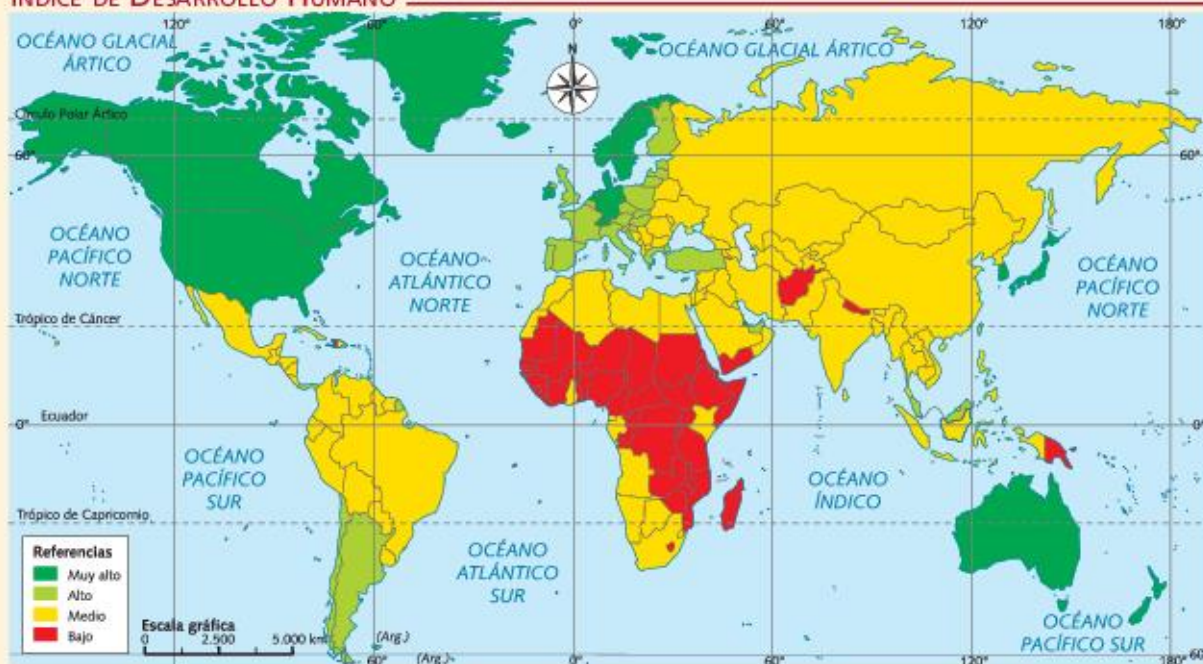 ÍNDICE DE DESARROLLO HUMANO
120°
60°
0°
60°
120°
180°
OCÉANO GLACIAL
ÁRTICO
OCÉANO GLACIAL ÁRTICO
N
Círculo Polar Ártico
60°
60°
OCÉANO
PACÍFICO
NORTE
OCÉANO
ATLÁNTICO
NORTE
OCÉANO
PACÍFICO
NORTE
Trópico de Cáncer
Ecuador
0°
0°
OCÉANO
PACÍFICO
SUR
OCÉANO
ÍNDICO
Trópico de Capricornio
OCÉANO
ATLÁNTICO
SUR
Referencias
Muy alto
Alto
Medio
Bajo
Escala gráfica
0 2.500 5.000 km
(Arg.)
(Arg.)
OCÉANO
PACÍFICO SUR
60°
0°
60°
120°
180°
60°